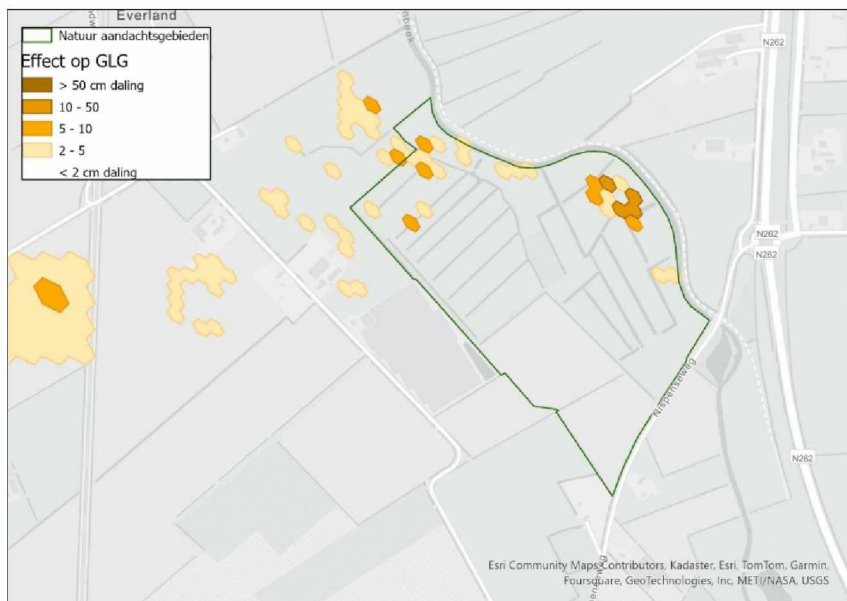 Everland
Natuur aandachtsgebieden
Effect op GLG
> 50 cm daling
10 - 50
5 - 10
2 - 5
< 2 cm daling
N262
N262
N262
N262
Nispenseweg
N262
Esri Community Maps Contributors, Kadaster, Esri, TomTom, Garmin,
Foursquare, GeoTechnologies, Inc, METI/NASA, USGS